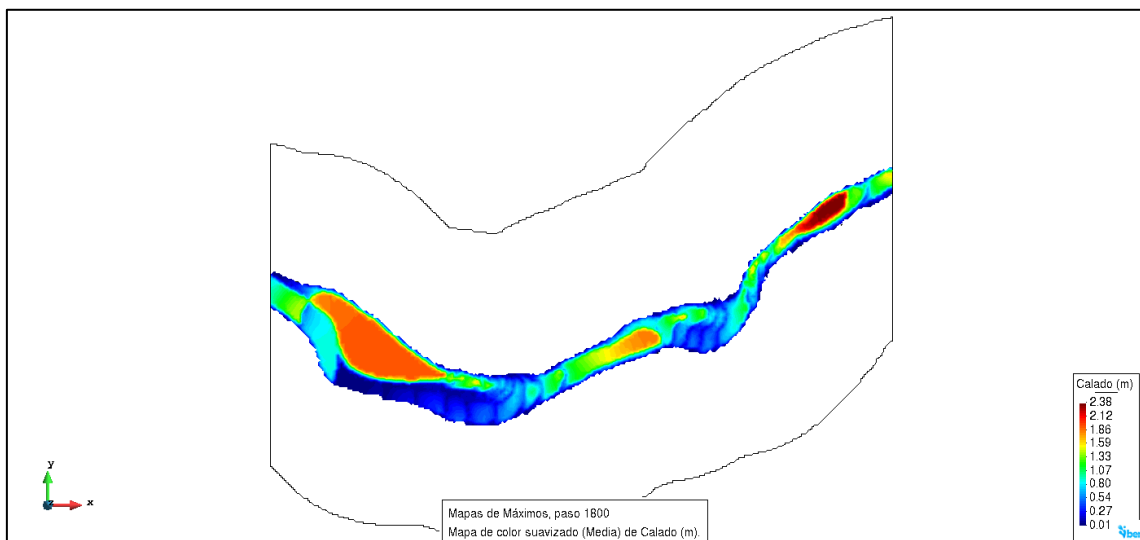 Calado (m)
2.38
2.12
1.86
1.59
1.33
1.07
0.80
0.54
0.27
0.01
y
x
Mapas de Máximos, paso 1800
Mapa de color suavizado (Media) de Calado (m).